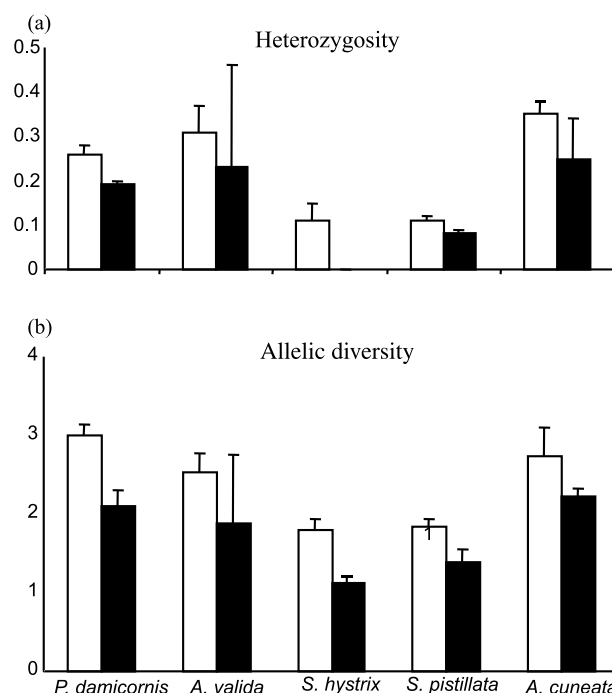 (a)
Heterozygosity
0.5
0.4
0.3
0.2
0.1
0
(b)
Allelic diversity
4
3
2
1
0
P. damicornis A. valida S. hystrix S. pistillata A. cuneata